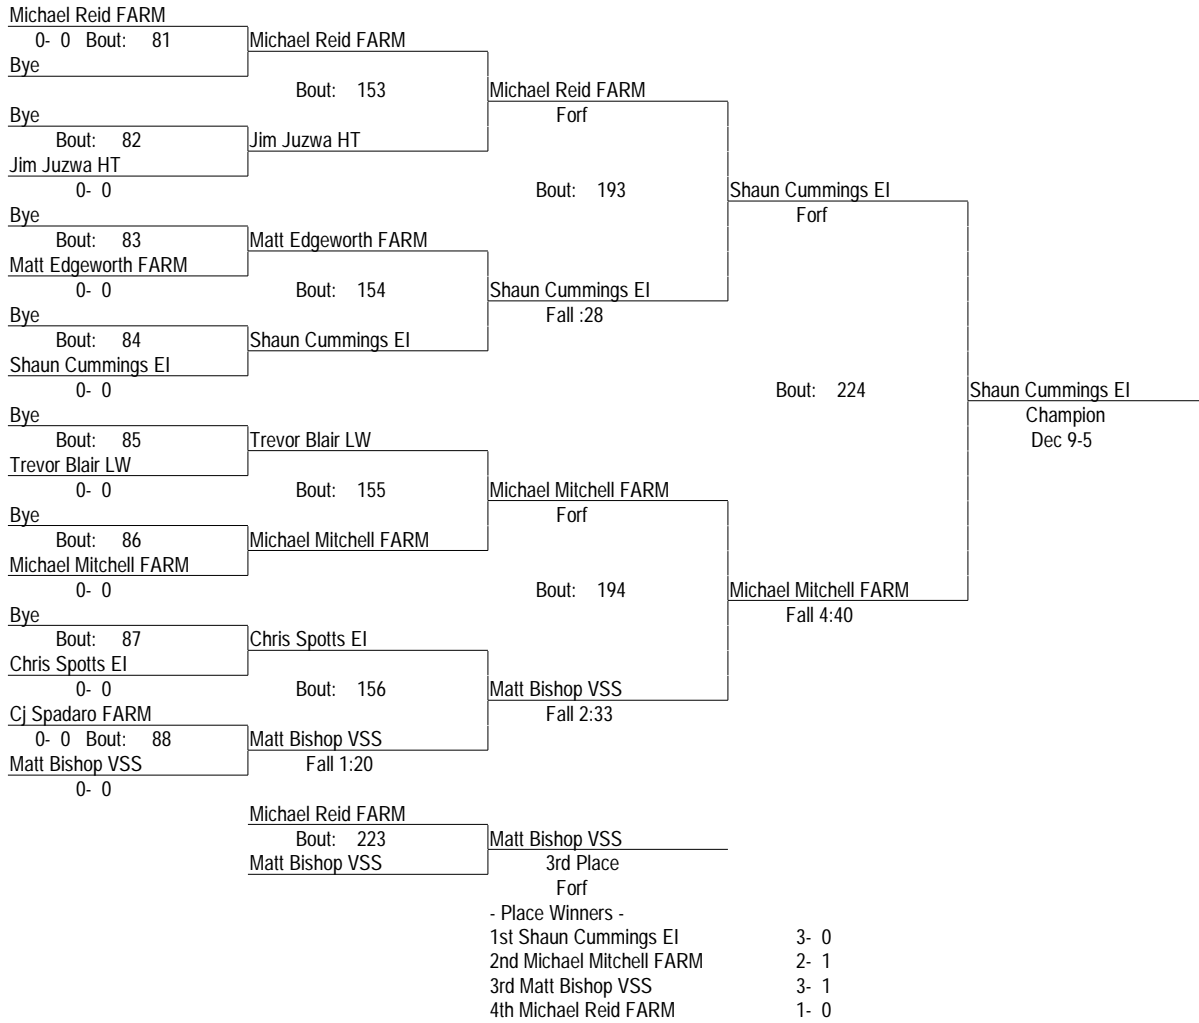 Michael Reid FARM
0- 0 Bout: 81 Michael Reid FARM
Bye
Bout: 153 Michael Reid FARM
Bye Forf
Bout: 82 Jim Juzwa HT
Jim Juzwa HT
0- 0 Bout: 193 Shaun Cummings EI
Bye Forf
Bout: 83 Matt Edgeworth FARM
Matt Edgeworth FARM
0- 0 Bout: 154 Shaun Cummings EI
Bye Fall :28
Bout: 84 Shaun Cummings EI
Shaun Cummings EI
0- 0 Bout: 224 Shaun Cummings EI
Bye Champion
Bout: 85 Trevor Blair LW Dec 9-5
Trevor Blair LW
0- 0 Bout: 155 Michael Mitchell FARM
Bye Forf
Bout: 86 Michael Mitchell FARM
Michael Mitchell FARM
0- 0 Bout: 194 Michael Mitchell FARM
Bye Fall 4:40
Bout: 87 Chris Spotts EI
Chris Spotts EI
0- 0 Bout: 156 Matt Bishop VSS
Cj Spadaro FARM Fall 2:33
0- 0 Bout: 88 Matt Bishop VSS
Matt Bishop VSS Fall 1:20
0- 0
Michael Reid FARM
Bout: 223 Matt Bishop VSS
Matt Bishop VSS 3rd Place
Forf
- Place Winners -
1st Shaun Cummings EI 3- 0
2nd Michael Mitchell FARM 2- 1
3rd Matt Bishop VSS 3- 1
4th Michael Reid FARM 1- 0